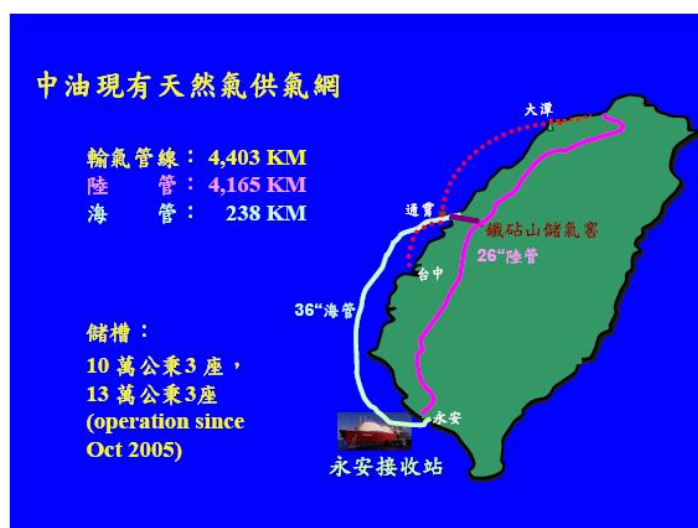 中油現有天然氣供氣網
輸氣管線： 4,403 KM
陸 管： 4,165 KM
海 管： 238 KM
大潭
通霄
鐵砧山儲氣窖
26“陸管
台中
36“海管
儲槽：
10 萬公秉3 座，
13 萬公秉3座
(operation since
Oct 2005)
永安
永安接收站